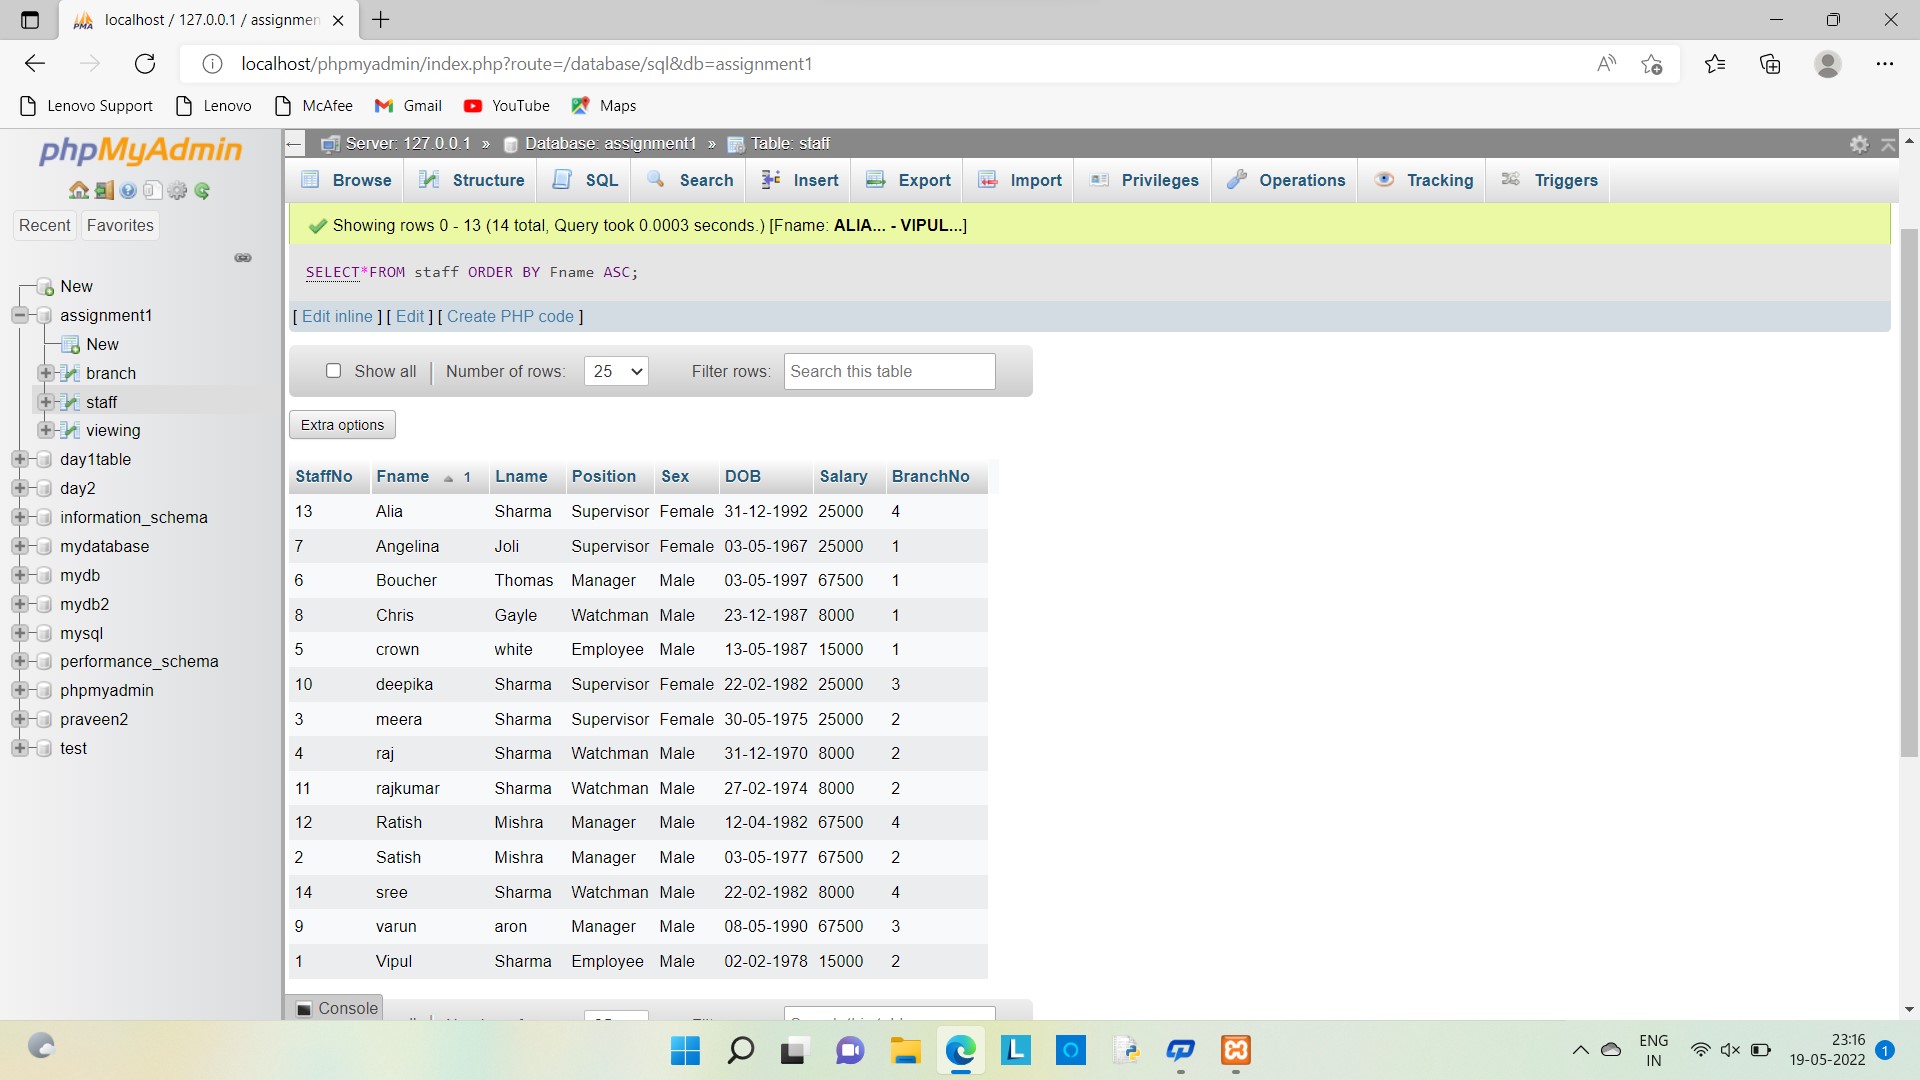 localhost / 127.0.0.1 / assignmen
localhost/phpmyadmin/index.php?route=/database/sql&db=assignment1
Lenovo Support Lenovo McAfee Gmail YouTube Maps
phpMyAdmin
Recent Favorites
New
assignment1
New
branch
staff
viewing
day1table
day2
information_schema
mydatabase
mydb
mydb2
mysql
performance_schema
phpmyadmin
praveen2
test
Server: 127.0.0.1 » Database: assignment1 » Table: staff
Browse Structure SQL Search Insert Export Import Privileges Operations Tracking Triggers
Showing rows 0 - 13 (14 total, Query took 0.0003 seconds.) [Fname: ALIA... - VIPUL...]
SELECT*FROM staff ORDER BY Fname ASC;
[ Edit inline ] [ Edit ] [ Create PHP code ]
Show all | Number of rows: 25 Filter rows: Search this table
Extra options
StaffNo Fname 1 Lname Position Sex DOB Salary BranchNo
13 Alia Sharma Supervisor Female 31-12-1992 25000 4
7 Angelina Joli Supervisor Female 03-05-1967 25000 1
6 Boucher Thomas Manager Male 03-05-1997 67500 1
8 Chris Gayle Watchman Male 23-12-1987 8000 1
5 crown white Employee Male 13-05-1987 15000 1
10 deepika Sharma Supervisor Female 22-02-1982 25000 3
3 meera Sharma Supervisor Female 30-05-1975 25000 2
4 raj Sharma Watchman Male 31-12-1970 8000 2
11 rajkumar Sharma Watchman Male 27-02-1974 8000 2
12 Ratish Mishra Manager Male 12-04-1982 67500 4
2 Satish Mishra Manager Male 03-05-1977 67500 2
14 sree Sharma Watchman Male 22-02-1982 8000 4
9 varun aron Manager Male 08-05-1990 67500 3
1 Vipul Sharma Employee Male 02-02-1978 15000 2
Console
ENG
IN
23:16
19-05-2022
1